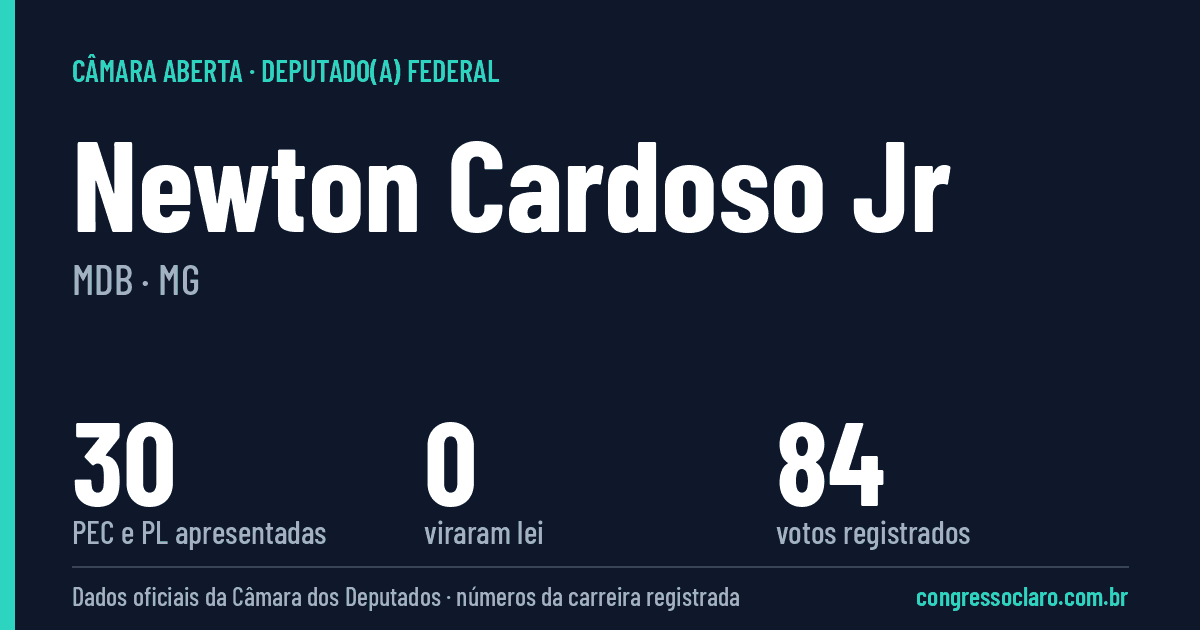 CÂMARA ABERTA · DEPUTADO(A) FEDERAL
Newton Cardoso Jr
MDB · MG
30 0 84
PEC e PL apresentadas viraram lei votos registrados
Dados oficiais da Câmara dos Deputados · números da carreira registrada congressoclaro.com.br